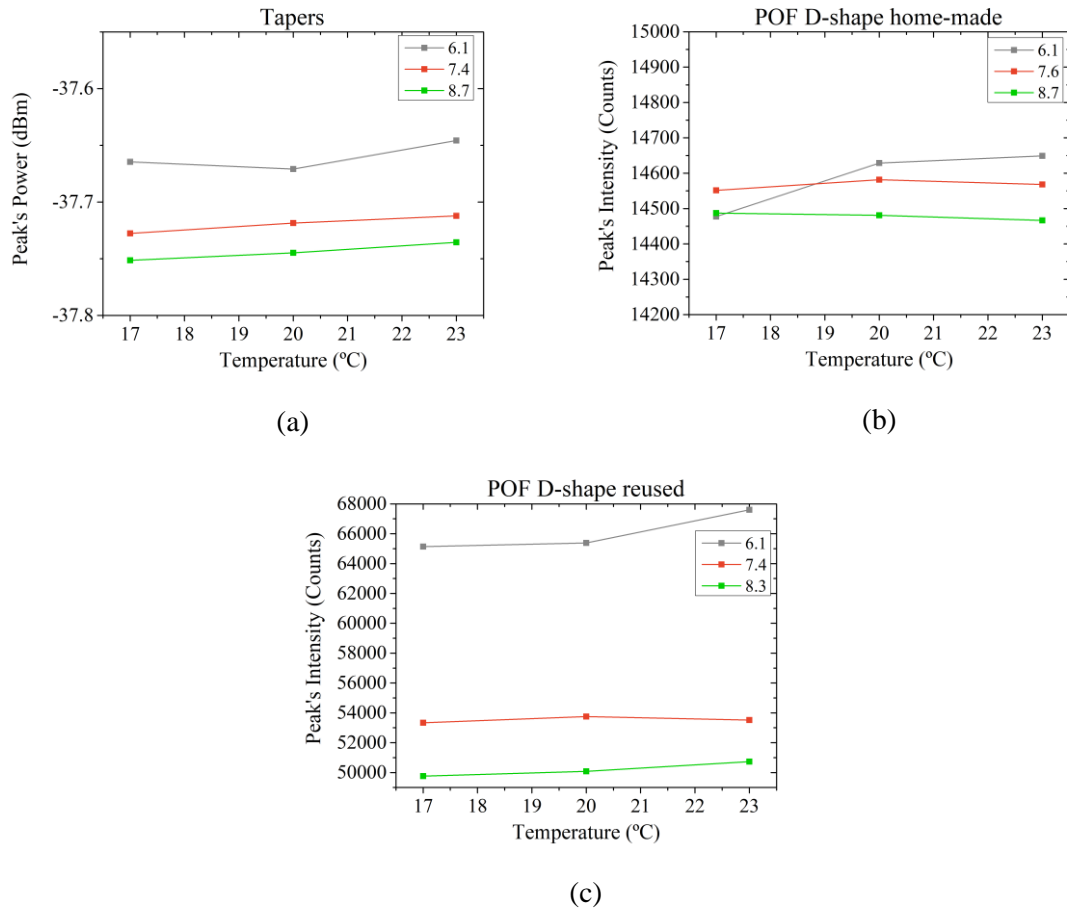 Tapers
-37.6
-37.7
-37.8
Peak's Power (dBm)
6.1
7.4
8.7
17 18 19 20 21 22 23
Temperature (ºC)
(a)
POF D-shape home-made
15000
14900
14800
14700
14600
14500
14400
14300
14200
Peak's Intensity (Counts)
6.1
7.6
8.7
17 18 19 20 21 22 23
Temperature (ºC)
(b)
POF D-shape reused
68000
66000
64000
62000
60000
58000
56000
54000
52000
50000
Peak's Intensity (Counts)
6.1
7.4
8.3
17 18 19 20 21 22 23
Temperature (ºC)
(c)